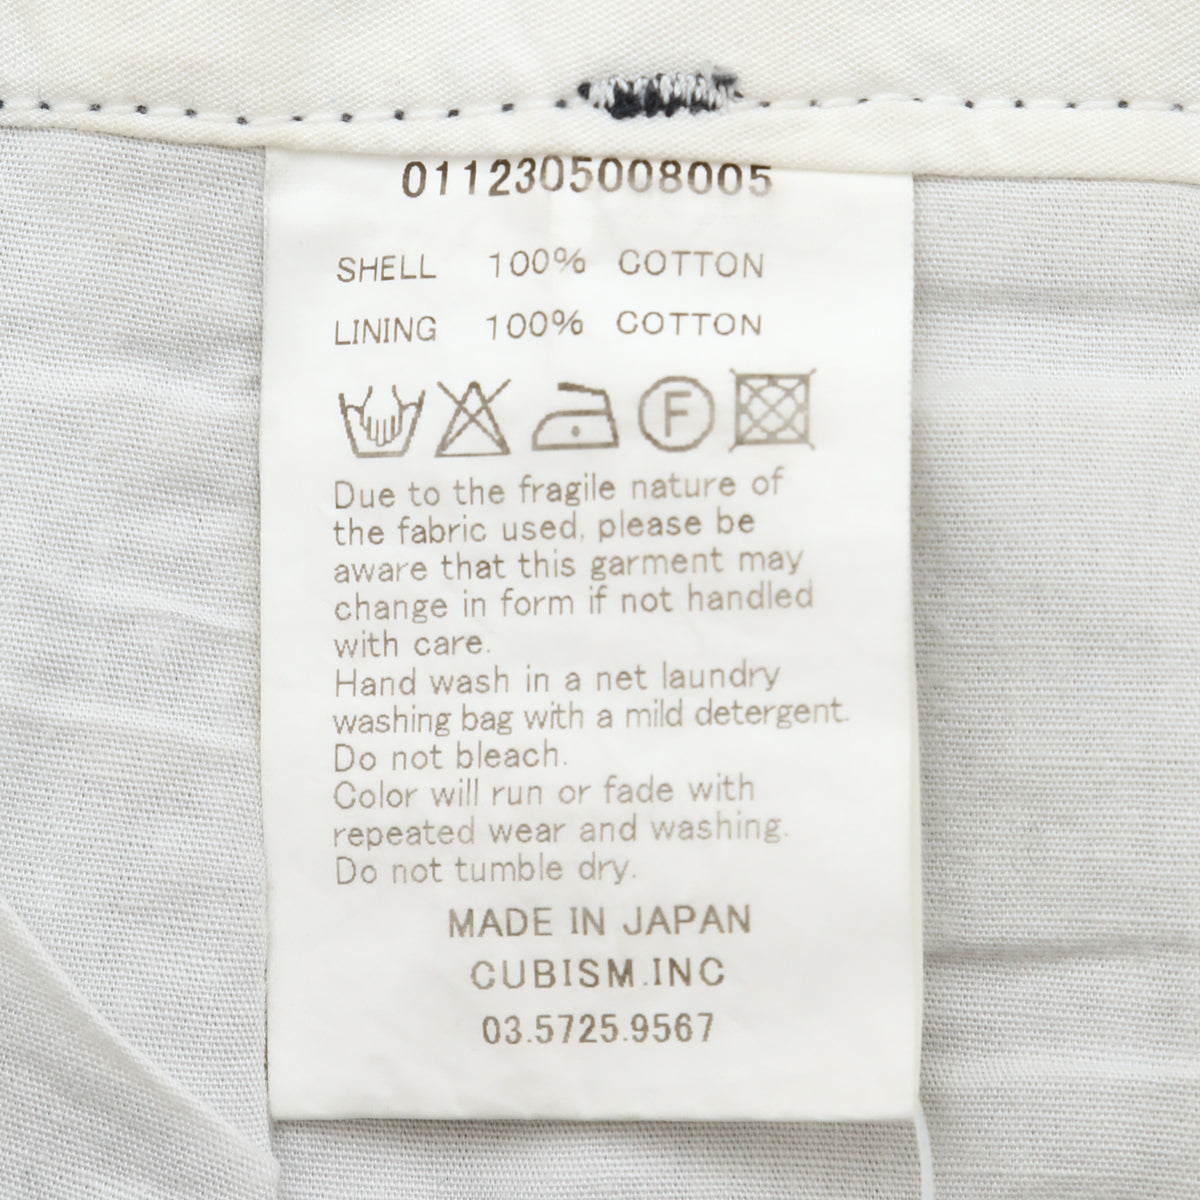 0112305008005
SHELL 100% COTTON
LINING 100% COTTON
F
Due to the fragile nature of
the fabric used, please be
aware that this garment may
change in form if not handled
with care.
Hand wash in a net laundry
washing bag with a mild detergent.
Do not bleach.
Color will run or fade with
repeated wear and washing.
Do not tumble dry.
MADE IN JAPAN
CUBISM.INC
03.5725.9567